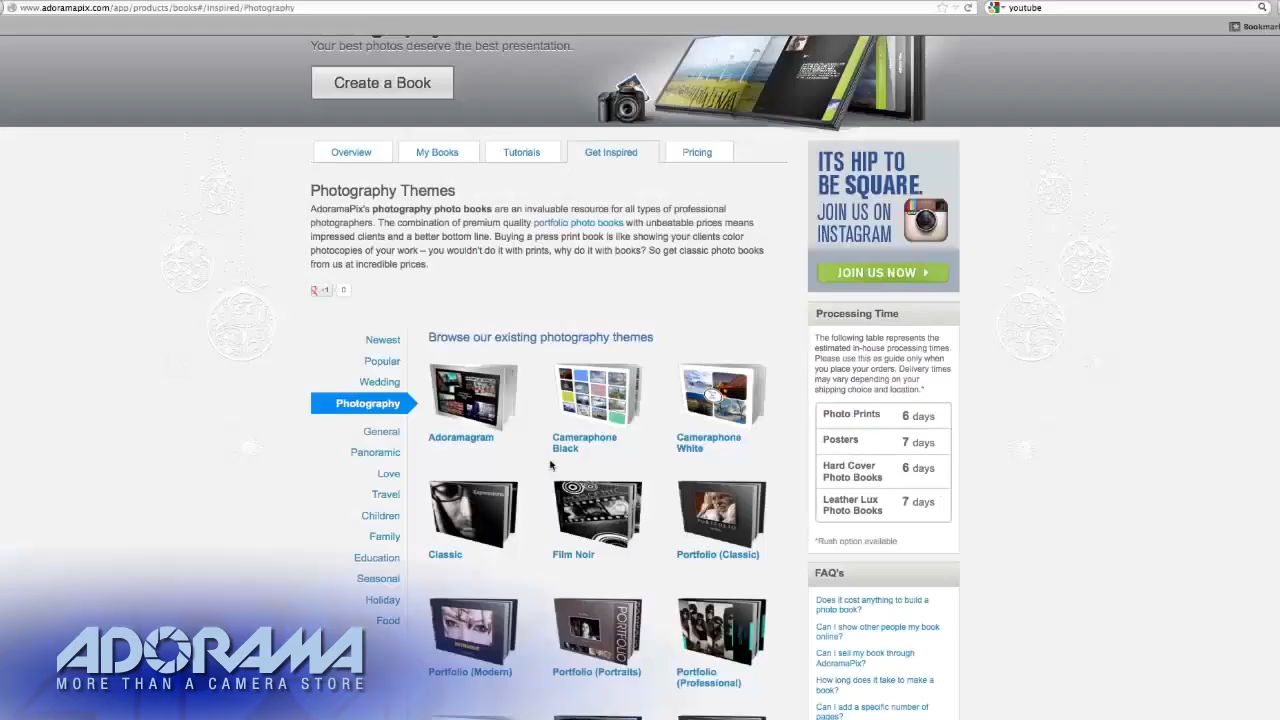 www.adoramapix.com/app/products/books#/inspired/Photography
youtube
Bookmar
Your best photos deserve the best presentation.
Create a Book
Overview
My Books
Tutorials
Get Inspired
Pricing
Photography Themes
AdoramaPix's photography photo books are an invaluable resource for all types of professional
photographers. The combination of premium quality portfolio photo books with unbeatable prices means
impressed clients and a better bottom line. Buying a press print book is like showing your clients color
photocopies of your work – you wouldn't do it with prints, why do it with books? So get classic photo books
from us at incredible prices.
+1
0
Newest
Popular
Wedding
Photography
General
Panoramic
Love
Travel
Children
Family
Education
Seasonal
Holiday
Food
Browse our existing photography themes
Adoramagram
Cameraphone
Black
Cameraphone
White
Expressions
Classic
Film Noir
PORTFOLIO
Portfolio (Classic)
Portfolio (Modern)
PORTFOLIO
Portfolio (Portraits)
Portfolio
(Professional)
ITS HIP TO
BE SQUARE.
JOIN US ON
INSTAGRAM
JOIN US NOW
Processing Time
The following table represents the
estimated in-house processing times.
Please use this as guide only when
you place your orders. Delivery times
may vary depending on your
shipping choice and location.*
Photo Prints 6 days
Posters 7 days
Hard Cover
Photo Books 6 days
Leather Lux
Photo Books 7 days
*Rush option available
FAQ's
Does it cost anything to build a
photo book?
Can I show other people my book
online?
Can I sell my book through
AdoramaPix?
How long does it take to make a
book?
Can I add a specific number of
pages?
ADORAMA
MORE THAN A CAMERA STORE